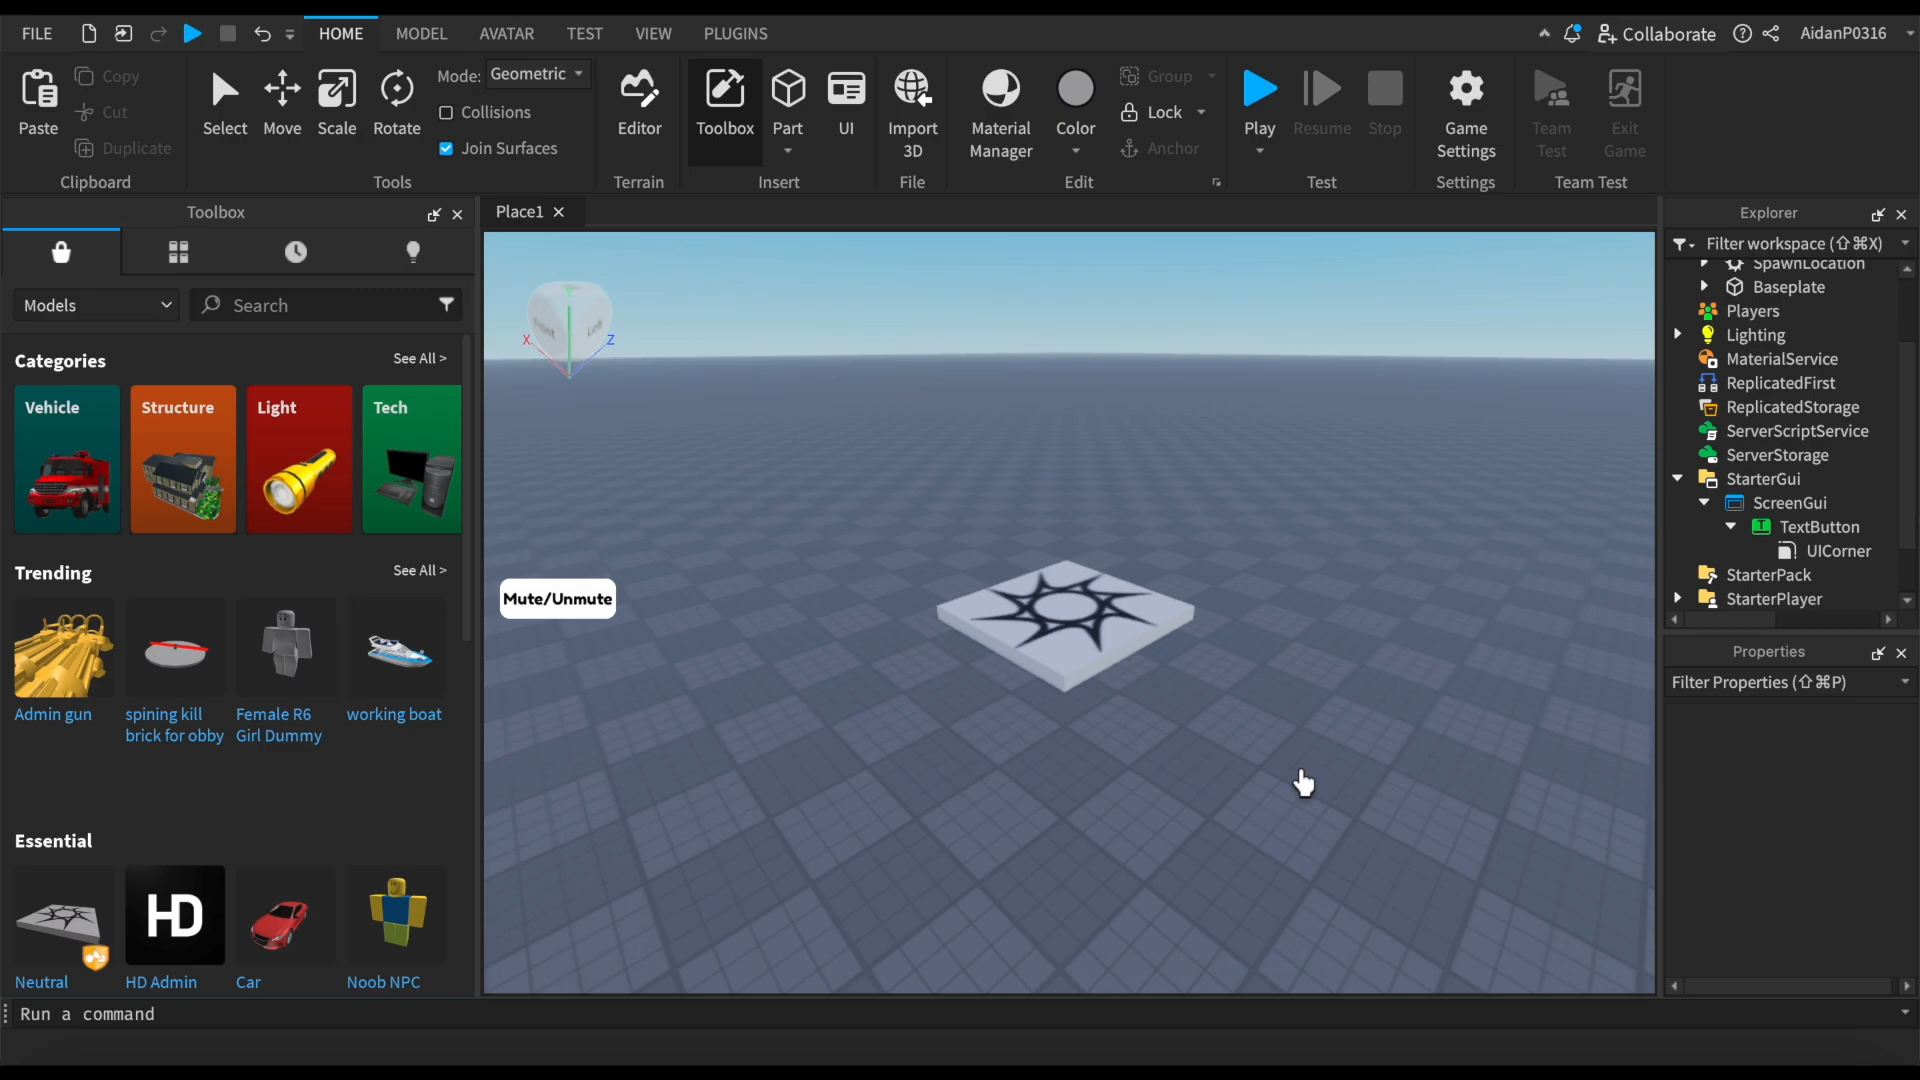 FILE
HOME
MODEL
AVATAR
TEST
VIEW
PLUGINS
Collaborate
AidanP0316
Paste
Copy
Cut
Duplicate
Clipboard
Select
Move
Scale
Rotate
Mode: Geometric
Collisions
Join Surfaces
Tools
Editor
Terrain
Toolbox
Part
UI
Insert
Import
3D
File
Material
Manager
Color
Group
Lock
Anchor
Edit
Play
Resume
Stop
Test
Game
Settings
Settings
Team
Test
Exit
Game
Team Test
Toolbox
Models
Search
Categories
See All >
Vehicle
Structure
Light
Tech
Trending
See All >
Admin gun
spining kill
brick for obby
Female R6
Girl Dummy
working boat
Essential
HD
Neutral
HD Admin
Car
Noob NPC
Place1
Front
Left
X
Y
Z
Mute/Unmute
Explorer
Filter workspace (⇧⌘X)
SpawnLocation
Baseplate
Players
Lighting
MaterialService
ReplicatedFirst
ReplicatedStorage
ServerScriptService
ServerStorage
StarterGui
ScreenGui
TextButton
UICorner
StarterPack
StarterPlayer
Properties
Filter Properties (⇧⌘P)
Run a command